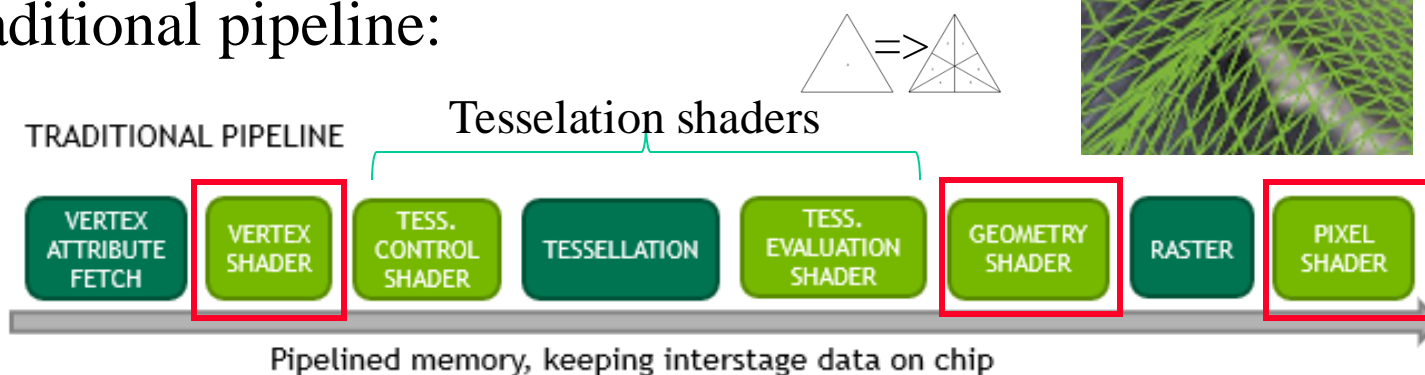 aditional pipeline:
=>
Tesselation shaders
TRADITIONAL PIPELINE
VERTEX
ATTRIBUTE
FETCH
VERTEX
SHADER
TESS.
CONTROL
SHADER
TESSELLATION
TESS.
EVALUATION
SHADER
GEOMETRY
SHADER
RASTER
PIXEL
SHADER
Pipelined memory, keeping interstage data on chip